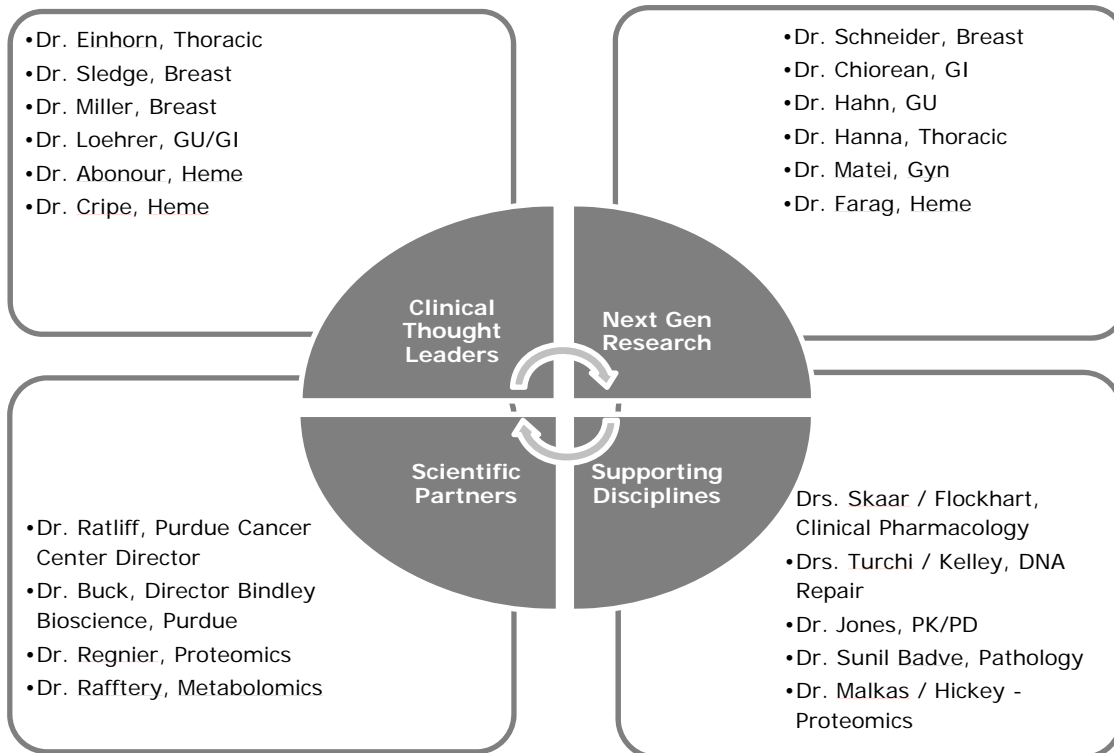 •Dr. Einhorn, Thoracic
•Dr. Sledge, Breast
•Dr. Miller, Breast
•Dr. Loehrer, GU/GI
•Dr. Abonour, Heme
•Dr. Cripe, Heme
•Dr. Schneider, Breast
•Dr. Chiorean, GI
•Dr. Hahn, GU
•Dr. Hanna, Thoracic
•Dr. Matei, Gyn
•Dr. Farag, Heme
Clinical
Thought
Leaders
Next Gen
Research
Scientific
Partners
Supporting
Disciplines
•Dr. Ratliff, Purdue Cancer
Center Director
•Dr. Buck, Director Bindley
Bioscience, Purdue
•Dr. Regnier, Proteomics
•Dr. Rafftery, Metabolomics
Drs. Skaar / Flockhart,
Clinical Pharmacology
•Drs. Turchi / Kelley, DNA
Repair
•Dr. Jones, PK/PD
•Dr. Sunil Badve, Pathology
•Dr. Malkas / Hickey -
Proteomics